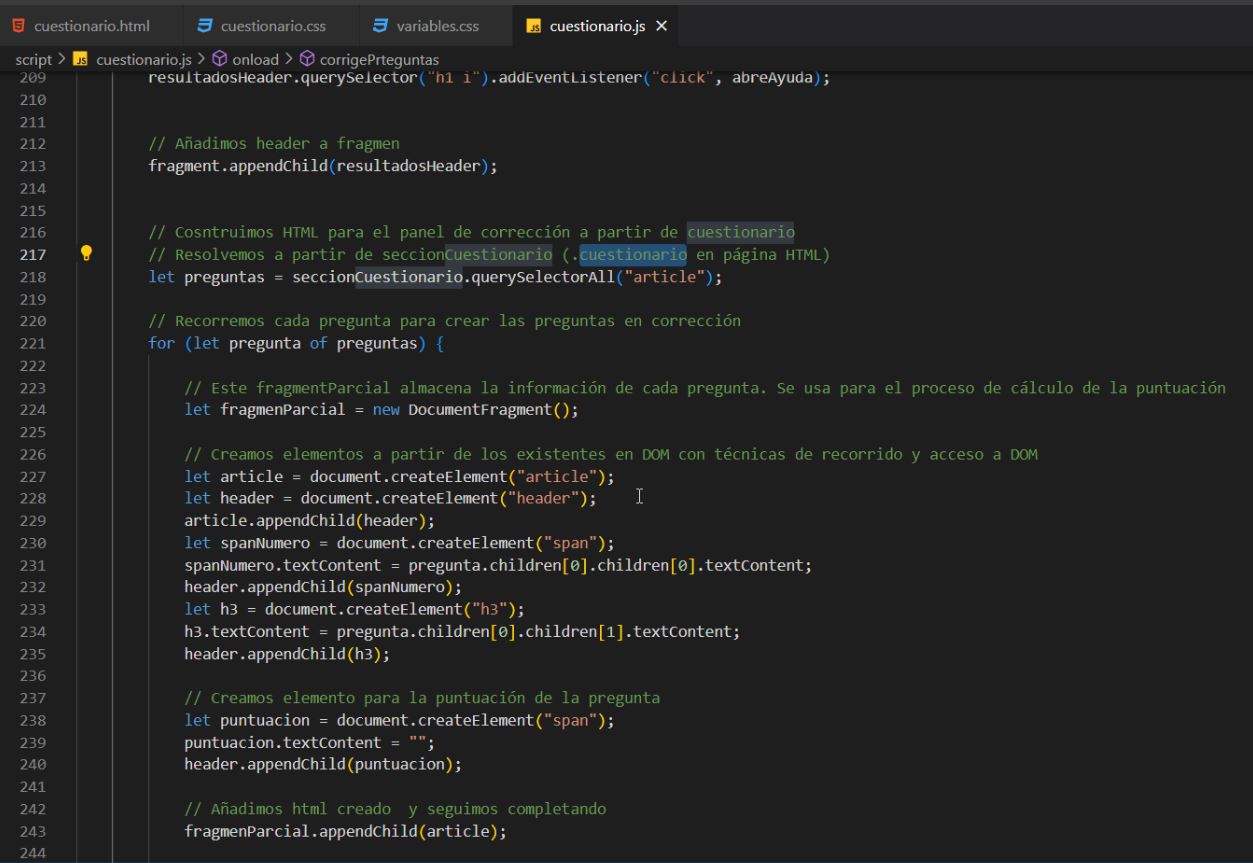 cuestionario.html cuestionario.css variables.css JS cuestionario.js
script JS cuestionario.js onload corrigePrteguntas
209 resultadosHeader.querySelector("h1 i").addEventListener("click", abreAyuda);
210
211
212 // Añadimos header a fragmen
213 fragment.appendChild(resultadosHeader);
214
215
216 // Cosntruimos HTML para el panel de corrección a partir de cuestionario
217 // Resolvemos a partir de seccionCuestionario (.cuestionario en página HTML)
218 let preguntas = seccionCuestionario.querySelectorAll("article");
219
220 // Recorremos cada pregunta para crear las preguntas en corrección
221 for (let pregunta of preguntas) {
222
223 // Este fragmentParcial almacena la información de cada pregunta. Se usa para el proceso de cálculo de la puntuación
224 let fragmenParcial = new DocumentFragment();
225
226 // Creamos elementos a partir de los existentes en DOM con técnicas de recorrido y acceso a DOM
227 let article = document.createElement("article");
228 let header = document.createElement("header");
229 article.appendChild(header);
230 let spanNumero = document.createElement("span");
231 spanNumero.textContent = pregunta.children[0].children[0].textContent;
232 header.appendChild(spanNumero);
233 let h3 = document.createElement("h3");
234 h3.textContent = pregunta.children[0].children[1].textContent;
235 header.appendChild(h3);
236
237 // Creamos elemento para la puntuación de la pregunta
238 let puntuacion = document.createElement("span");
239 puntuacion.textContent = "";
240 header.appendChild(puntuacion);
241
242 // Añadimos html creado  y seguimos completando
243 fragmenParcial.appendChild(article);
244